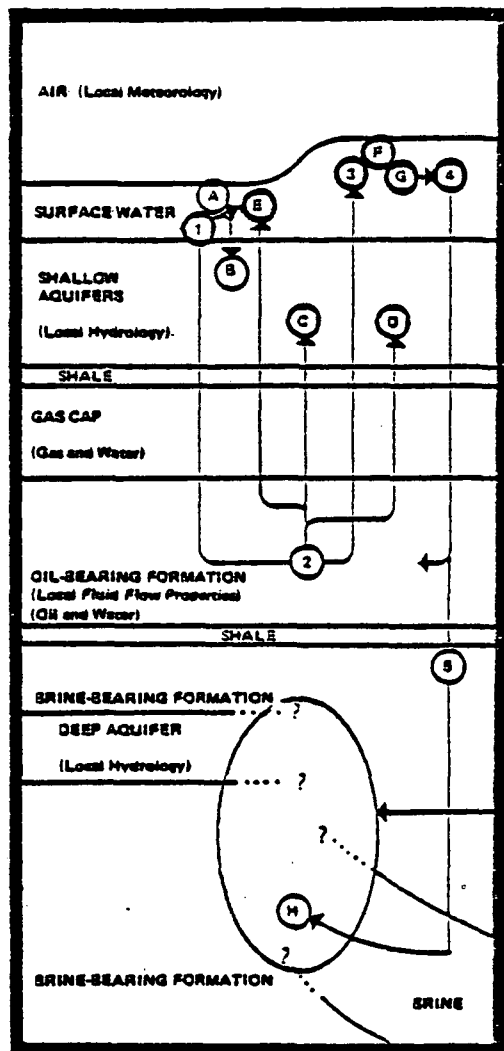 AIR (Local Meteorology)
F
3
G
4
A
E
SURFACE WATER
1
B
SHALLOW
AQUIFERS
(Local Hydrology)
C
D
SHALE
GAS CAP
(Gas and Water)
2
OIL-BEARING FORMATION
(Local Fluid Flow Properties)
(Oil and Water)
SHALE
5
BRINE-BEARING FORMATION
?
DEEP AQUIFER
(Local Hydrology)
?
?
H
?
BRINE-BEARING FORMATION
BRINE